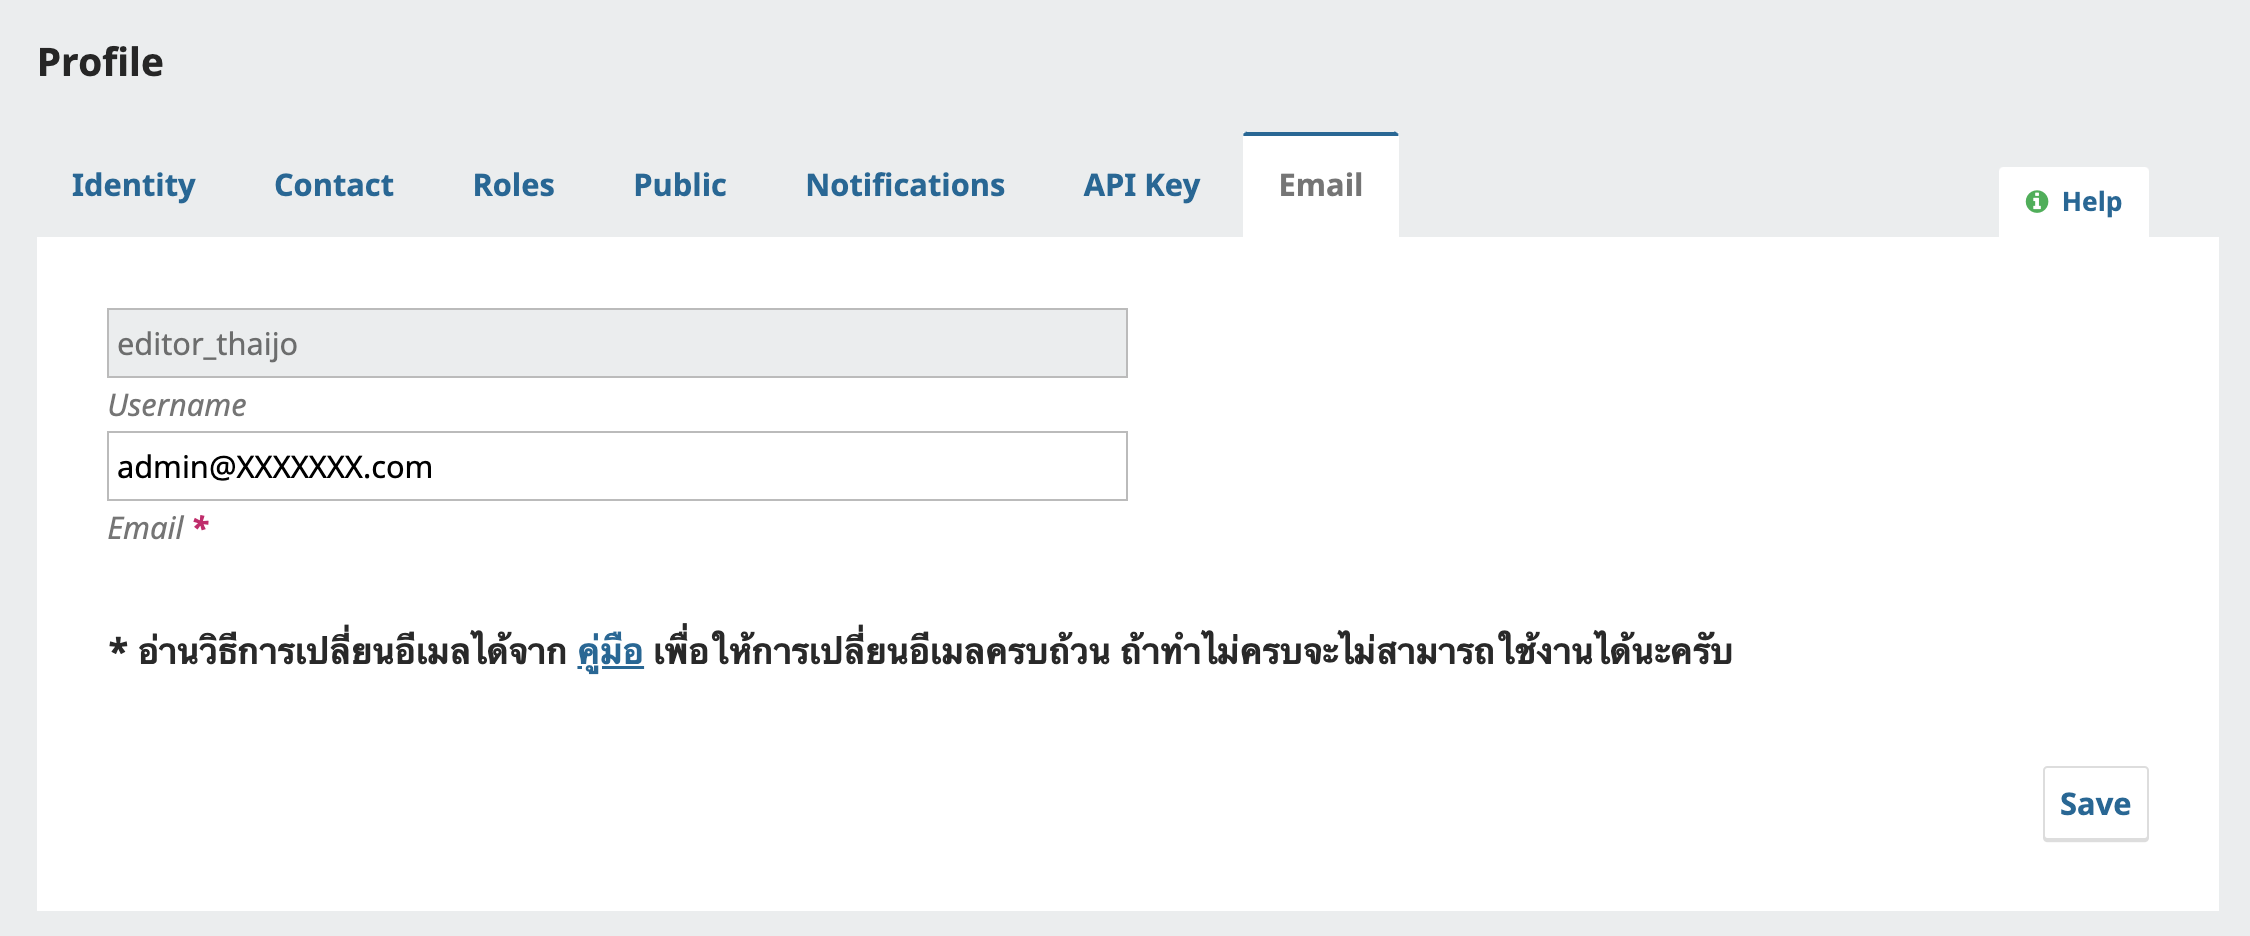 Profile
Identity Contact Roles Public Notifications API Key Email Help
editor_thaijo
Username
admin@XXXXXXX.com
Email *
* อ่านวิธีการเปลี่ยนอีเมลได้จาก คู่มือ เพื่อให้การเปลี่ยนอีเมลครบถ้วน ถ้าทำไม่ครบจะไม่สามารถใช้งานได้นะครับ
Save